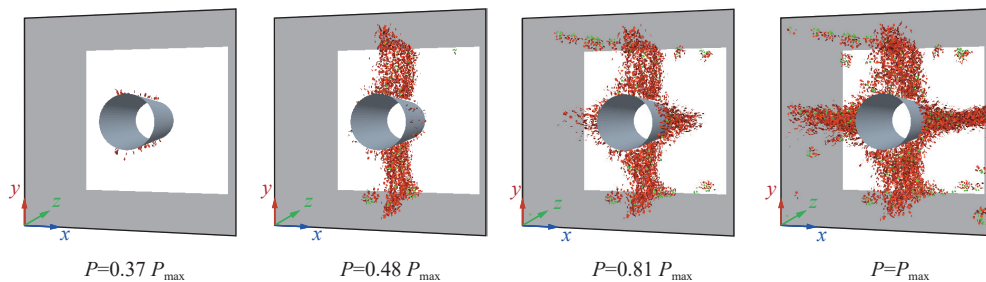 y z x
y z x
y z x
y z x
P=0.37 Pmax
P=0.48 Pmax
P=0.81 Pmax
P=Pmax